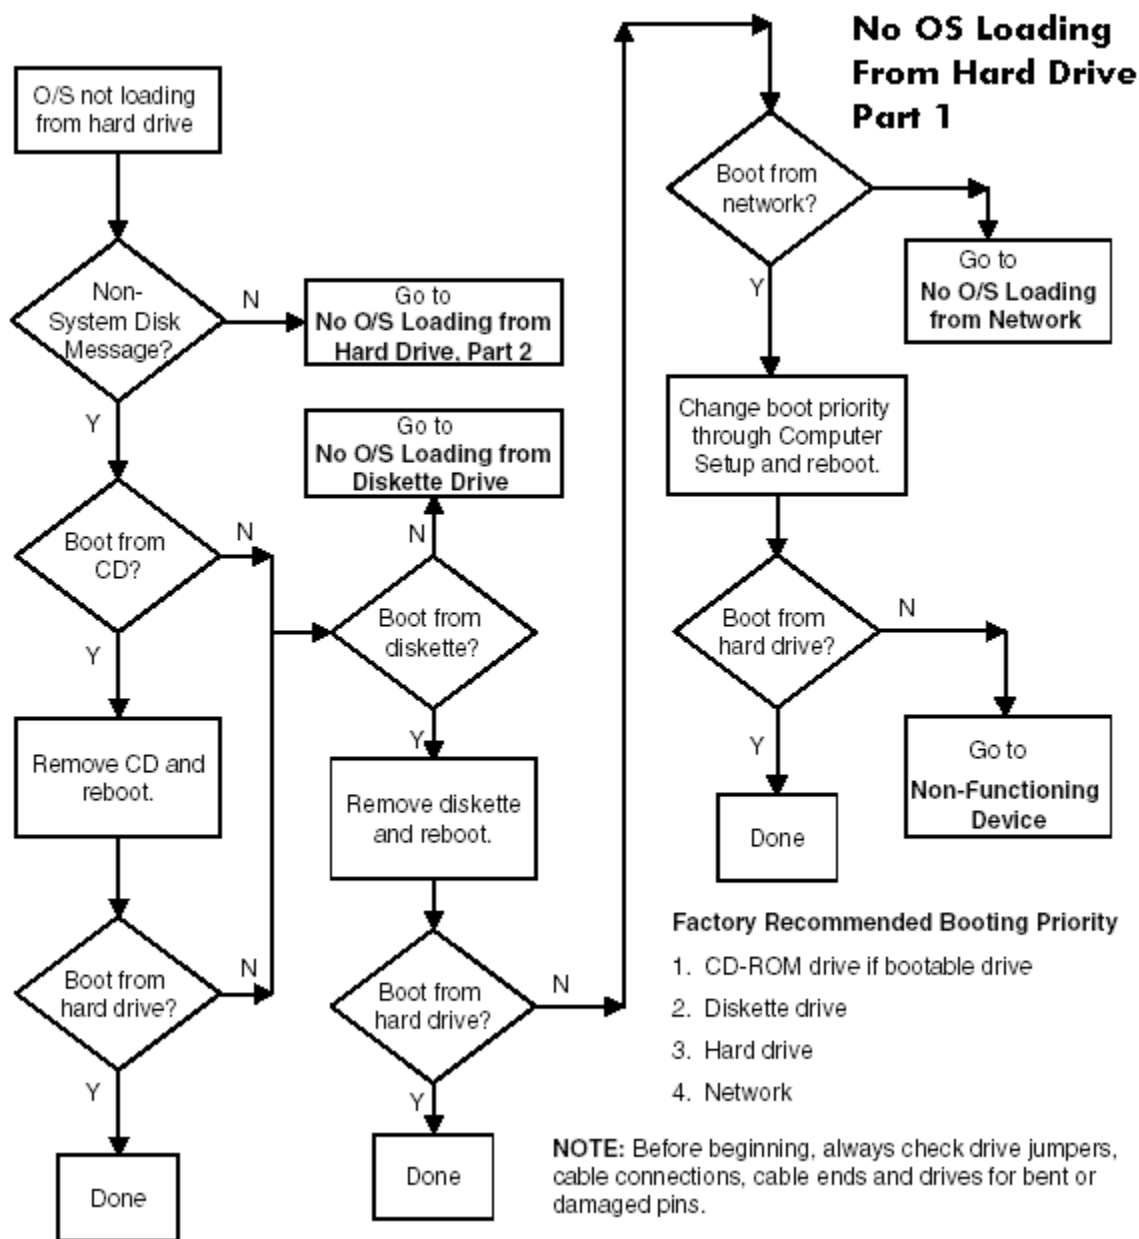 No OS Loading
From Hard Drive
Part 1
O/S not loading
from hard drive
Non-
System Disk
Message?
N
Go to
No O/S Loading from
Hard Drive, Part 2
Y
Boot from
CD?
N
Y
Remove CD and
reboot.
Boot from
hard drive?
N
Y
Done
Go to
No O/S Loading from
Diskette Drive
N
Boot from
diskette?
Y
Remove diskette
and reboot.
Boot from
hard drive?
N
Y
Done
Boot from
network?
Go to
No O/S Loading
from Network
Y
Change boot priority
through Computer
Setup and reboot.
Boot from
hard drive?
N
Go to
Non-Functioning
Device
Y
Done
Factory Recommended Booting Priority
1. CD-ROM drive if bootable drive
2. Diskette drive
3. Hard drive
4. Network
NOTE: Before beginning, always check drive jumpers,
cable connections, cable ends and drives for bent or
damaged pins.